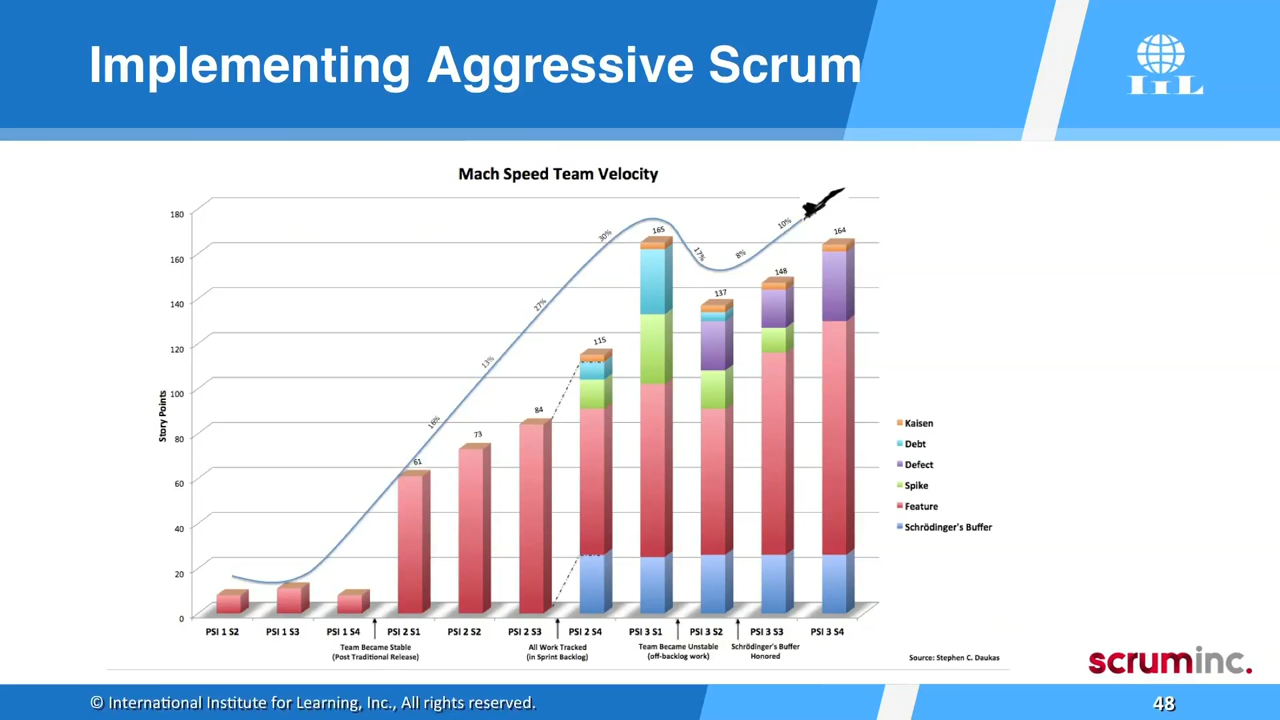 Implementing Aggressive Scrum
IIL
Mach Speed Team Velocity
Story Points
180
160
140
120
100
80
60
40
20
0
16%
13%
27%
30%
17%
8%
10%
61
73
84
115
165
137
148
164
Kaisen
Debt
Defect
Spike
Feature
Schrödinger's Buffer
PSI 1 S2
PSI 1 S3
PSI 1 S4
PSI 2 S1
PSI 2 S2
PSI 2 S3
PSI 2 S4
PSI 3 S1
PSI 3 S2
PSI 3 S3
PSI 3 S4
Team Became Stable
(Post Traditional Release)
All Work Tracked
(in Sprint Backlog)
Team Became Unstable
(off-backlog work)
Schrödinger's Buffer
Honored
Source: Stephen C. Daukas
scruminc.
© International Institute for Learning, Inc., All rights reserved.
48